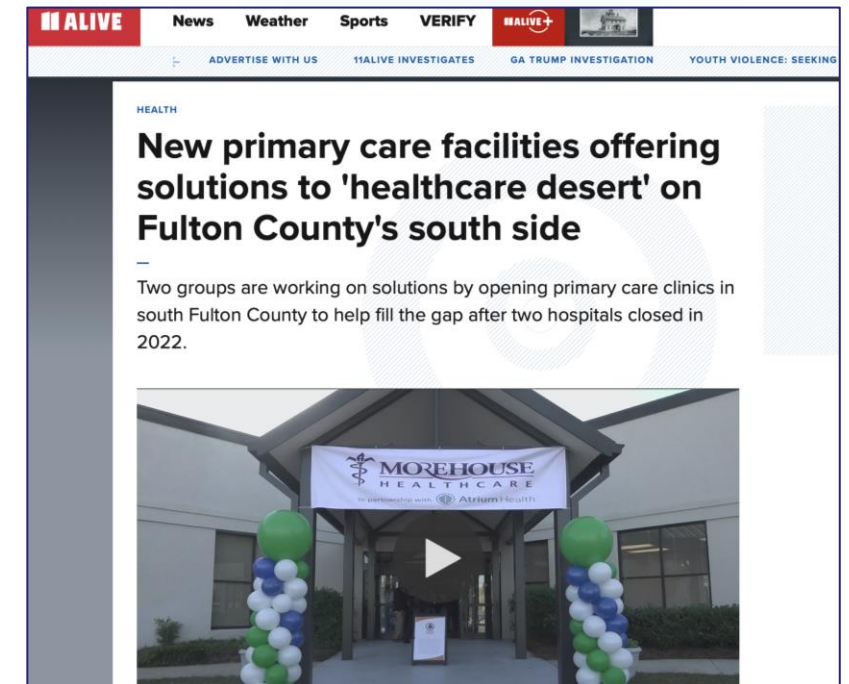 11 ALIVE
News Weather Sports VERIFY 11ALIVE+
ADVERTISE WITH US 11ALIVE INVESTIGATES GA TRUMP INVESTIGATION YOUTH VIOLENCE: SEEKING
HEALTH
New primary care facilities offering
solutions to 'healthcare desert' on
Fulton County's south side
Two groups are working on solutions by opening primary care clinics in
south Fulton County to help fill the gap after two hospitals closed in
2022.
MOREHOUSE
HEALTHCARE
in partnership with Atrium Health